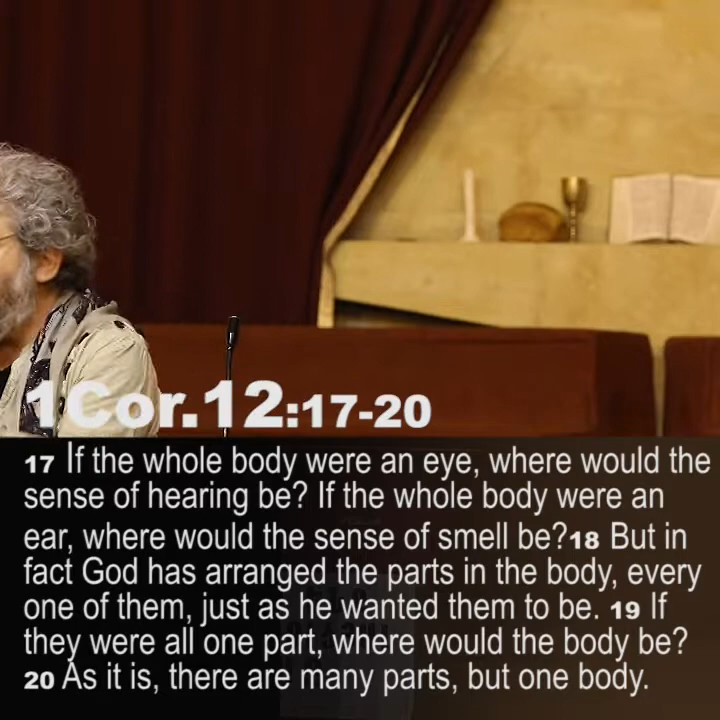 1Cor.12:17-20
17 If the whole body were an eye, where would the
sense of hearing be? If the whole body were an
ear, where would the sense of smell be?18 But in
fact God has arranged the parts in the body, every
one of them, just as he wanted them to be. 19 If
they were all one part, where would the body be?
20 As it is, there are many parts, but one body.